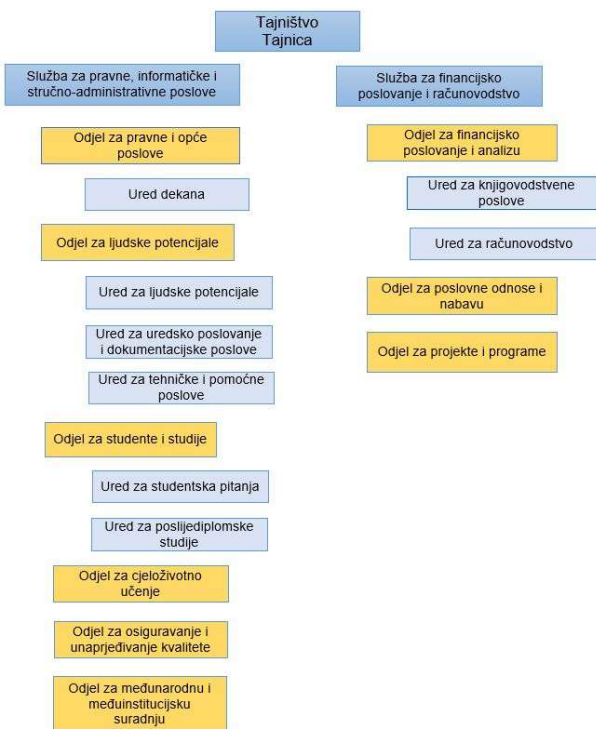 Tajništvo
Tajnica
Služba za pravne, informatičke i
stručno-administrativne poslove
Odjel za pravne i opće
poslove
Ured dekana
Odjel za ljudske potencijale
Ured za ljudske potencijale
Ured za uredsko poslovanje
i dokumentacijske poslove
Ured za tehničke i pomoćne
poslove
Odjel za studente i studije
Ured za studentska pitanja
Ured za poslijediplomske
studije
Odjel za cjeloživotno
učenje
Odjel za osiguravanje i
unaprjeđivanje kvalitete
Odjel za međunarodnu i
međuinstitucijsku
suradnju
Služba za financijsko
poslovanje i računovodstvo
Odjel za financijsko
poslovanje i analizu
Ured za knjigovodstvene
poslove
Ured za računovodstvo
Odjel za poslovne odnose i
nabavu
Odjel za projekte i programe